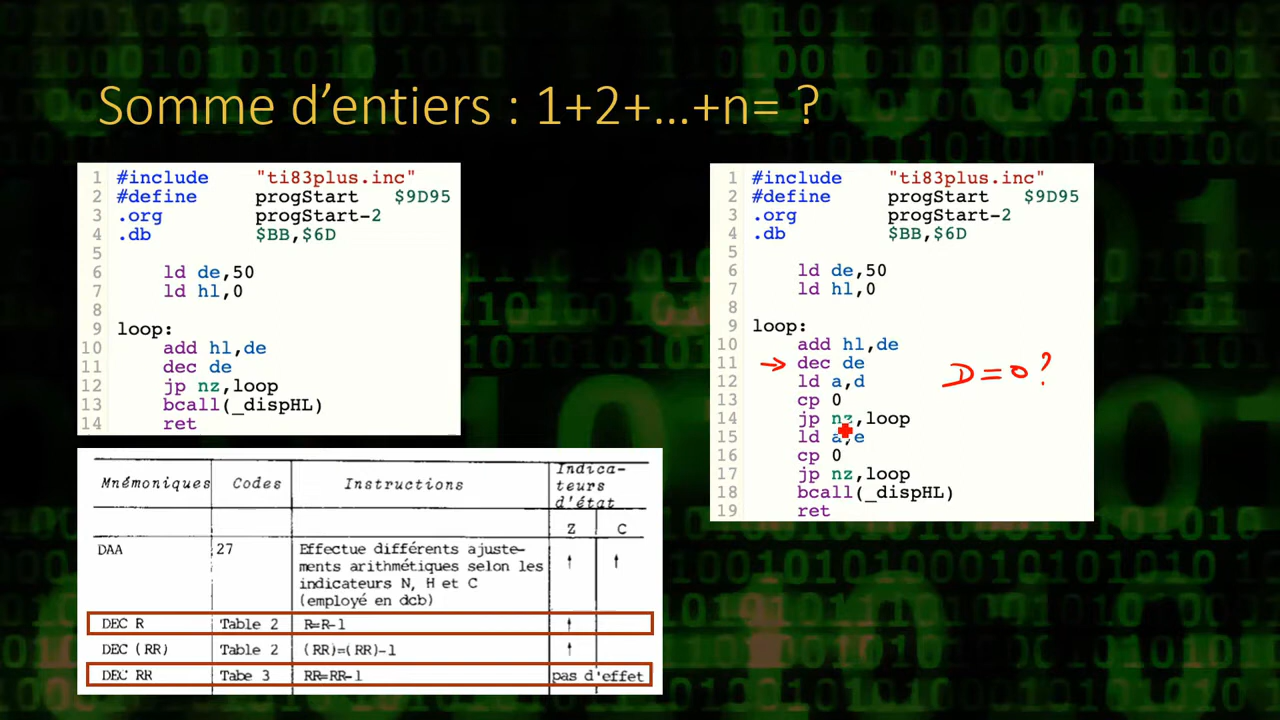 Somme d'entiers : 1+2+...+n= ?
1 #include "ti83plus.inc"
2 #define progStart $9D95
3 .org progStart-2
4 .db $BB,$6D
5
6 ld de,50
7 ld hl,0
8
9 loop:
10 add hl,de
11 dec de
12 jp nz,loop
13 bcall(_dispHL)
14 ret
1 #include "ti83plus.inc"
2 #define progStart $9D95
3 .org progStart-2
4 .db $BB,$6D
5
6 ld de,50
7 ld hl,0
8
9 loop:
10 add hl,de
11 dec de
12 ld a,d
13 cp 0
14 jp nz,loop
15 ld a,e
16 cp 0
17 jp nz,loop
18 bcall(_dispHL)
19 ret
D=0?
Mnémoniques Codes Instructions Indica-
teurs
d'état
Z C
DAA 27 Effectue différents ajuste-
ments arithmétiques selon les
indicateurs N, H et C
(employé en dcb)
DEC R Table 2 R=R-1
DEC (RR) Table 2 (RR)=(RR)-1
DEC RR Tabe 3 RR=RR-1 pas d'effet